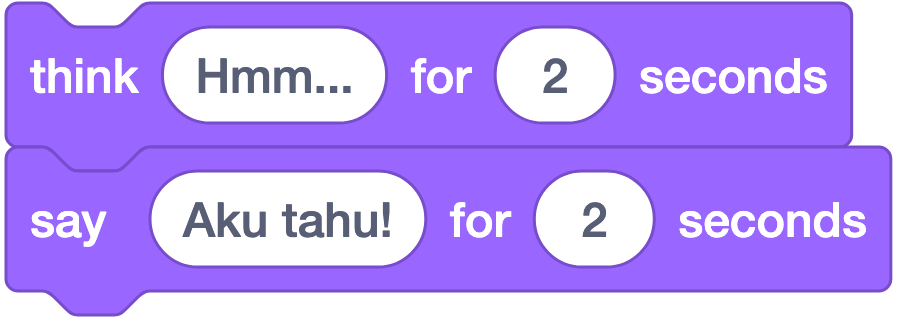 think Hmm... for 2 seconds
say Aku tahu! for 2 seconds